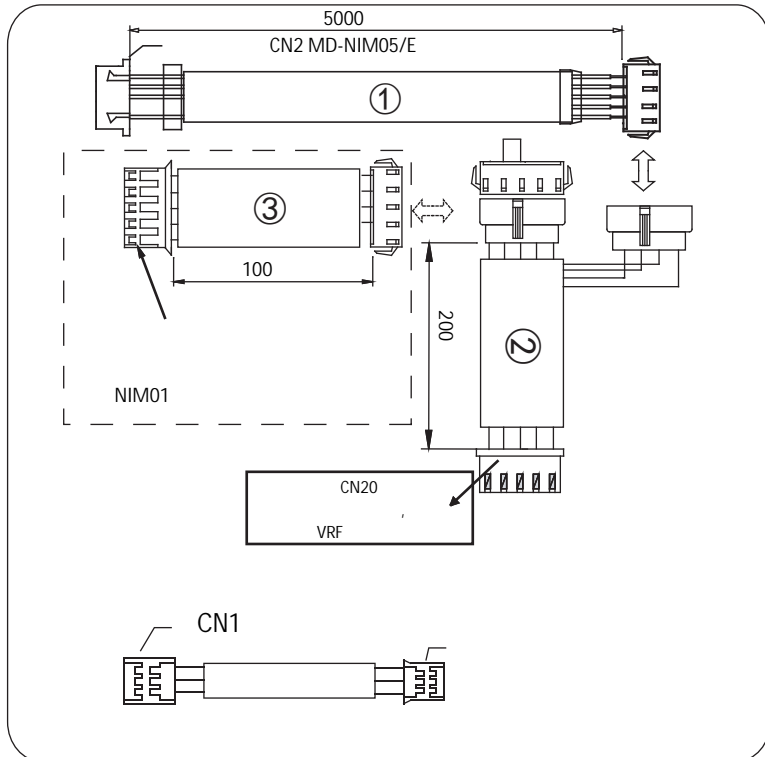 5000
CN2 MD-NIM05/E
①
③
100
200
②
NIM01
CN20
,
VRF
CN1